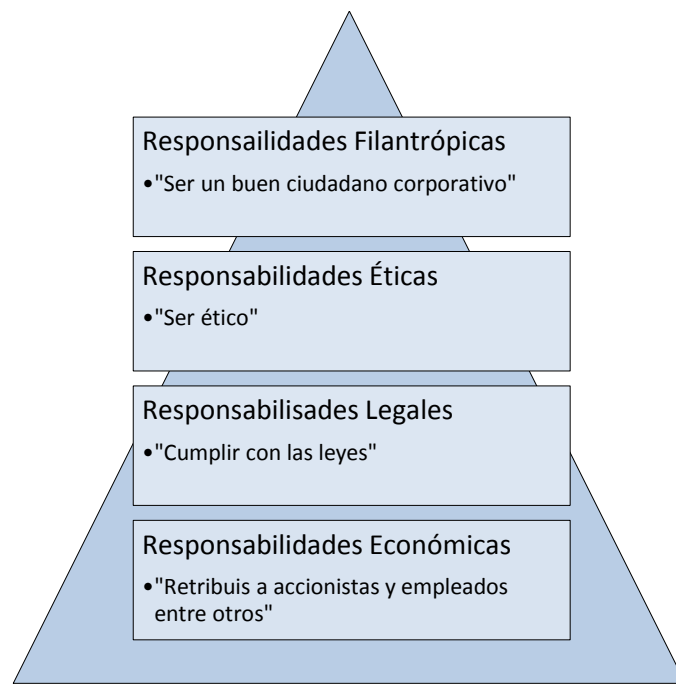 Responsailidades Filantrópicas
•"Ser un buen ciudadano corporativo"
Responsabilidades Éticas
•"Ser ético"
Responsabilisades Legales
•"Cumplir con las leyes"
Responsabilidades Económicas
•"Retribuis a accionistas y empleados
entre otros"